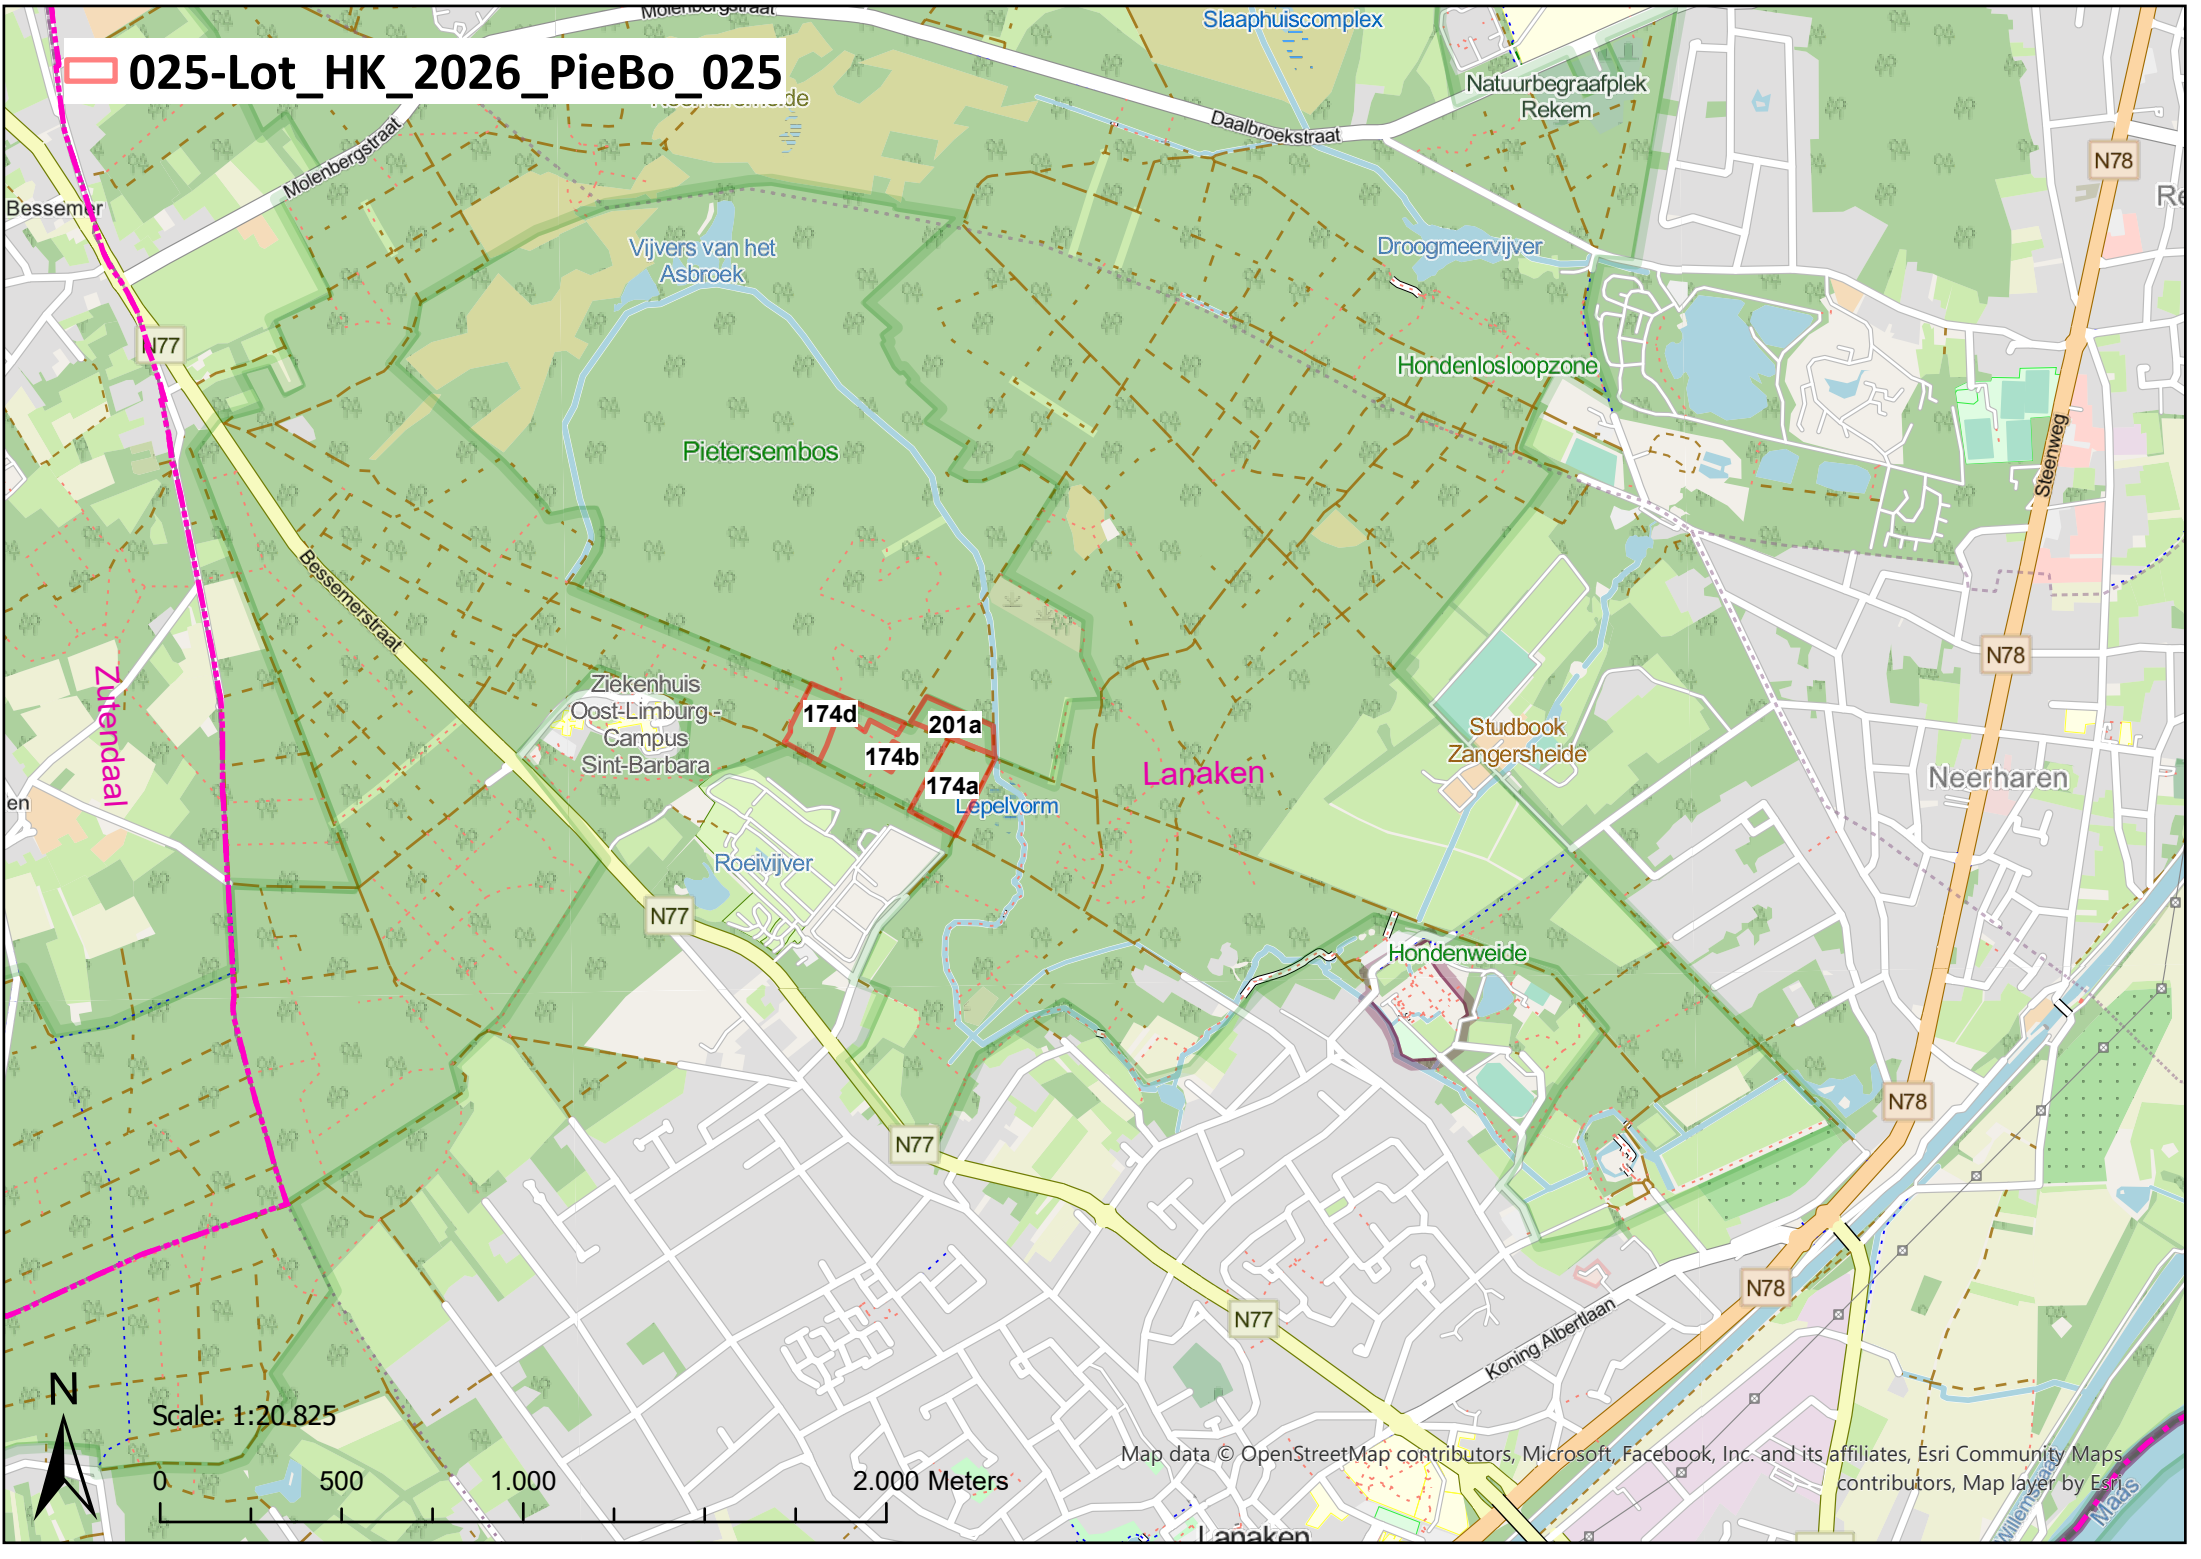 Molenbergstraat
Slaaphuiscomplex
025-Lot_HK_2026_PieBo_025
Natuurbegraafplek
Rekem
Daalbroekstraat
Molenbergstraat
N78
Bessemer
Vijvers van het
Asbroek
Droogmeervijver
N77
Hondenlosloopzone
Pietersembos
Steenweg
Bessemerstraat
N78
Zutendaal
Ziekenhuis
Oost-Limburg -
Campus
Sint-Barbara
174d
201a
174b
174a
Lepelvorm
Lanaken
Studbook
Zangersheide
Neerharen
en
Roeivijver
N77
Hondenweide
N78
N77
N78
N77
Koning Albertlaan
N
Scale: 1:20.825
0 500 1.000 2.000 Meters
Map data © OpenStreetMap contributors, Microsoft, Facebook, Inc. and its affiliates, Esri Community Maps
contributors, Map layer by Esri
Maas
Lanaken